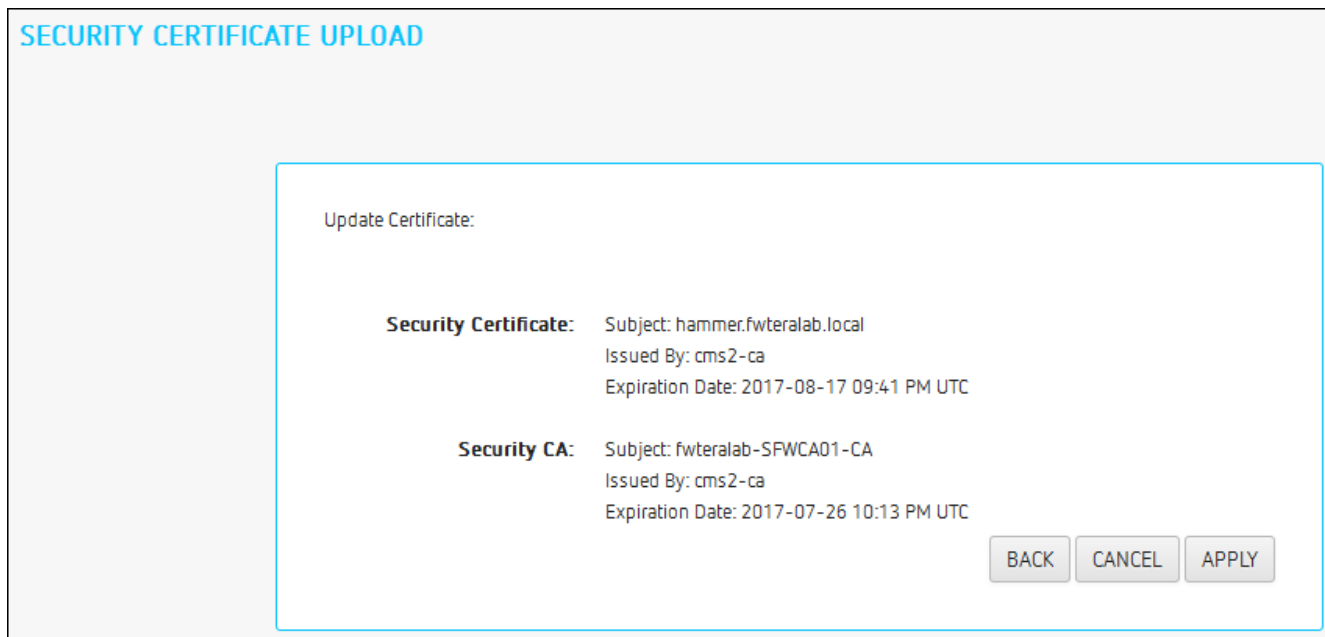 SECURITY CERTIFICATE UPLOAD
Update Certificate:
Security Certificate: Subject: hammer.fwteralab.local
Issued By: cms2-ca
Expiration Date: 2017-08-17 09:41 PM UTC
Security CA: Subject: fwteralab-SFWCA01-CA
Issued By: cms2-ca
Expiration Date: 2017-07-26 10:13 PM UTC
BACK CANCEL APPLY